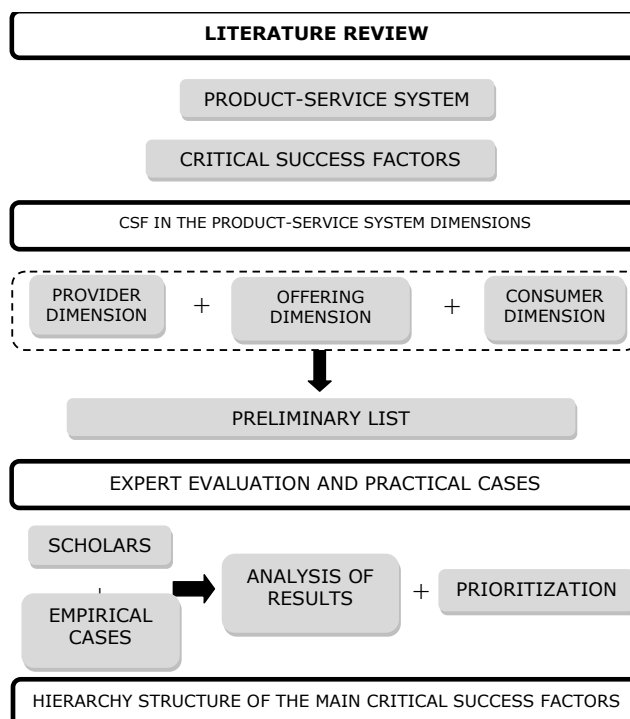 LITERATURE REVIEW
PRODUCT-SERVICE SYSTEM
CRITICAL SUCCESS FACTORS
CSF IN THE PRODUCT-SERVICE SYSTEM DIMENSIONS
PROVIDER
DIMENSION
+
OFFERING
DIMENSION
+
CONSUMER
DIMENSION
PRELIMINARY LIST
EXPERT EVALUATION AND PRACTICAL CASES
SCHOLARS
EMPIRICAL
CASES
ANALYSIS OF
RESULTS
+
PRIORITIZATION
HIERARCHY STRUCTURE OF THE MAIN CRITICAL SUCCESS FACTORS